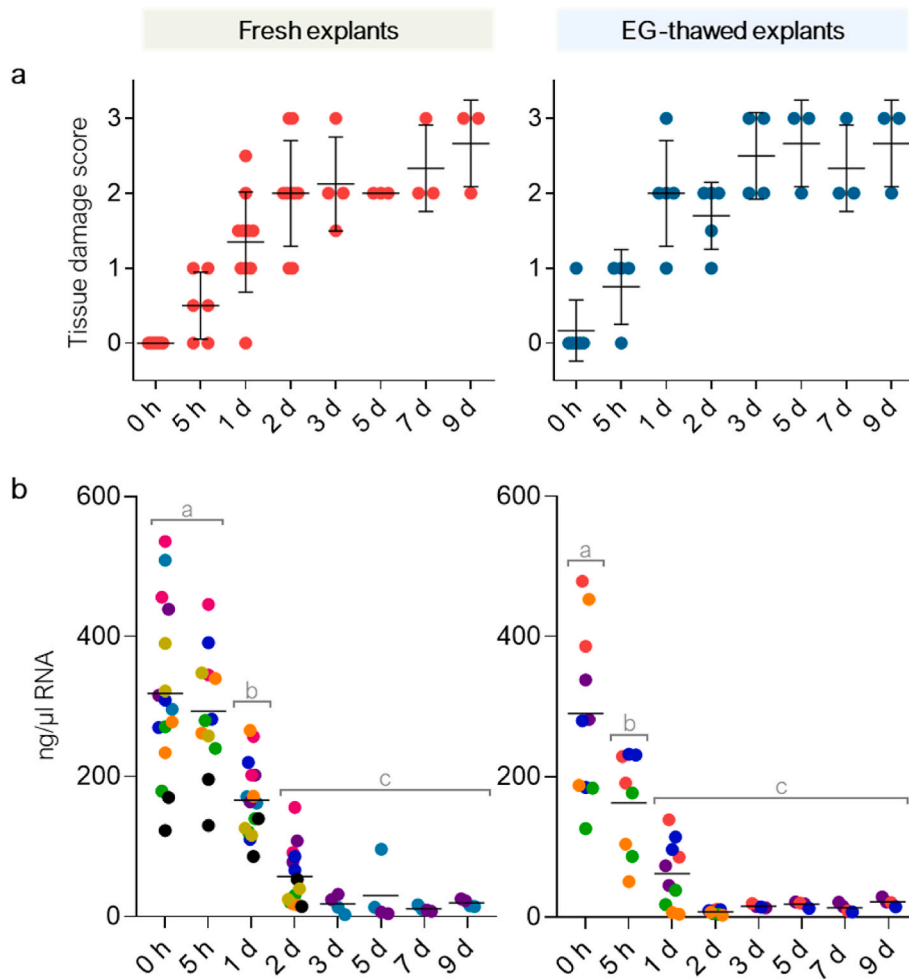 Fresh explants
EG-thawed explants
a
Tissue damage score
3
2
1
0
0 h 5 h 1 d 2 d 3 d 5 d 7 d 9 d
3
2
1
0
0 h 5 h 1 d 2 d 3 d 5 d 7 d 9 d
b
ng/µl RNA
600
400
200
0
a
b
c
0 h 5 h 1 d 2 d 3 d 5 d 7 d 9 d
600
400
200
0
a
b
c
0 h 5 h 1 d 2 d 3 d 5 d 7 d 9 d